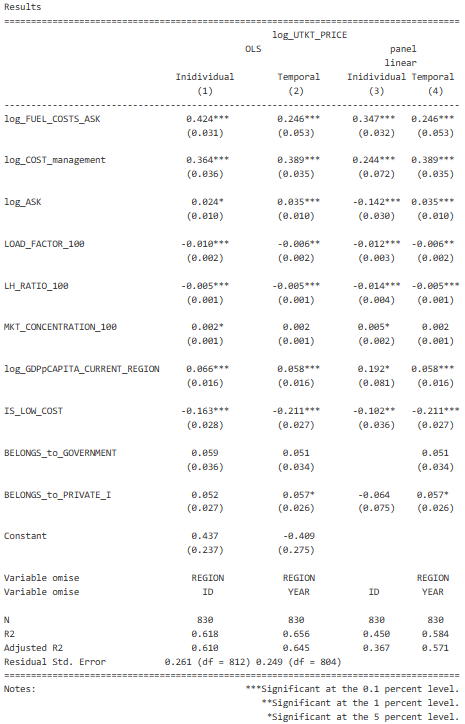 Results
================================================================================
log_UTKT_PRICE
OLS panel
linear
Inidividual Temporal Inidividual Temporal
(1) (2) (3) (4)
--------------------------------------------------------------------------------
log_FUEL_COSTS_ASK 0.424*** 0.246*** 0.347*** 0.246***
(0.031) (0.053) (0.032) (0.053)
log_COST_management 0.364*** 0.389*** 0.244*** 0.389***
(0.036) (0.035) (0.072) (0.035)
log_ASK 0.024* 0.035*** -0.142*** 0.035***
(0.010) (0.010) (0.030) (0.010)
LOAD_FACTOR_100 -0.010*** -0.006** -0.012*** -0.006**
(0.002) (0.002) (0.003) (0.002)
LH_RATIO_100 -0.005*** -0.005*** -0.014*** -0.005***
(0.001) (0.001) (0.004) (0.001)
MKT_CONCENTRATION_100 0.002* 0.002 0.005* 0.002
(0.001) (0.001) (0.002) (0.001)
log_GDPpCAPITA_CURRENT_REGION 0.066*** 0.058*** 0.192* 0.058***
(0.016) (0.016) (0.081) (0.016)
IS_LOW_COST -0.163*** -0.211*** -0.102** -0.211***
(0.028) (0.027) (0.036) (0.027)
BELONGS_to_GOVERNMENT 0.059 0.051 0.051
(0.036) (0.034) (0.034)
BELONGS_to_PRIVATE_I 0.052 0.057* -0.064 0.057*
(0.027) (0.026) (0.075) (0.026)
Constant 0.437 -0.409
(0.237) (0.275)
Variable omise REGION REGION REGION
Variable omise ID YEAR ID YEAR
N 830 830 830 830
R2 0.618 0.656 0.450 0.584
Adjusted R2 0.610 0.645 0.367 0.571
Residual Std. Error 0.261 (df = 812) 0.249 (df = 804)
================================================================================
Notes: ***Significant at the 0.1 percent level.
**Significant at the 1 percent level.
*Significant at the 5 percent level.